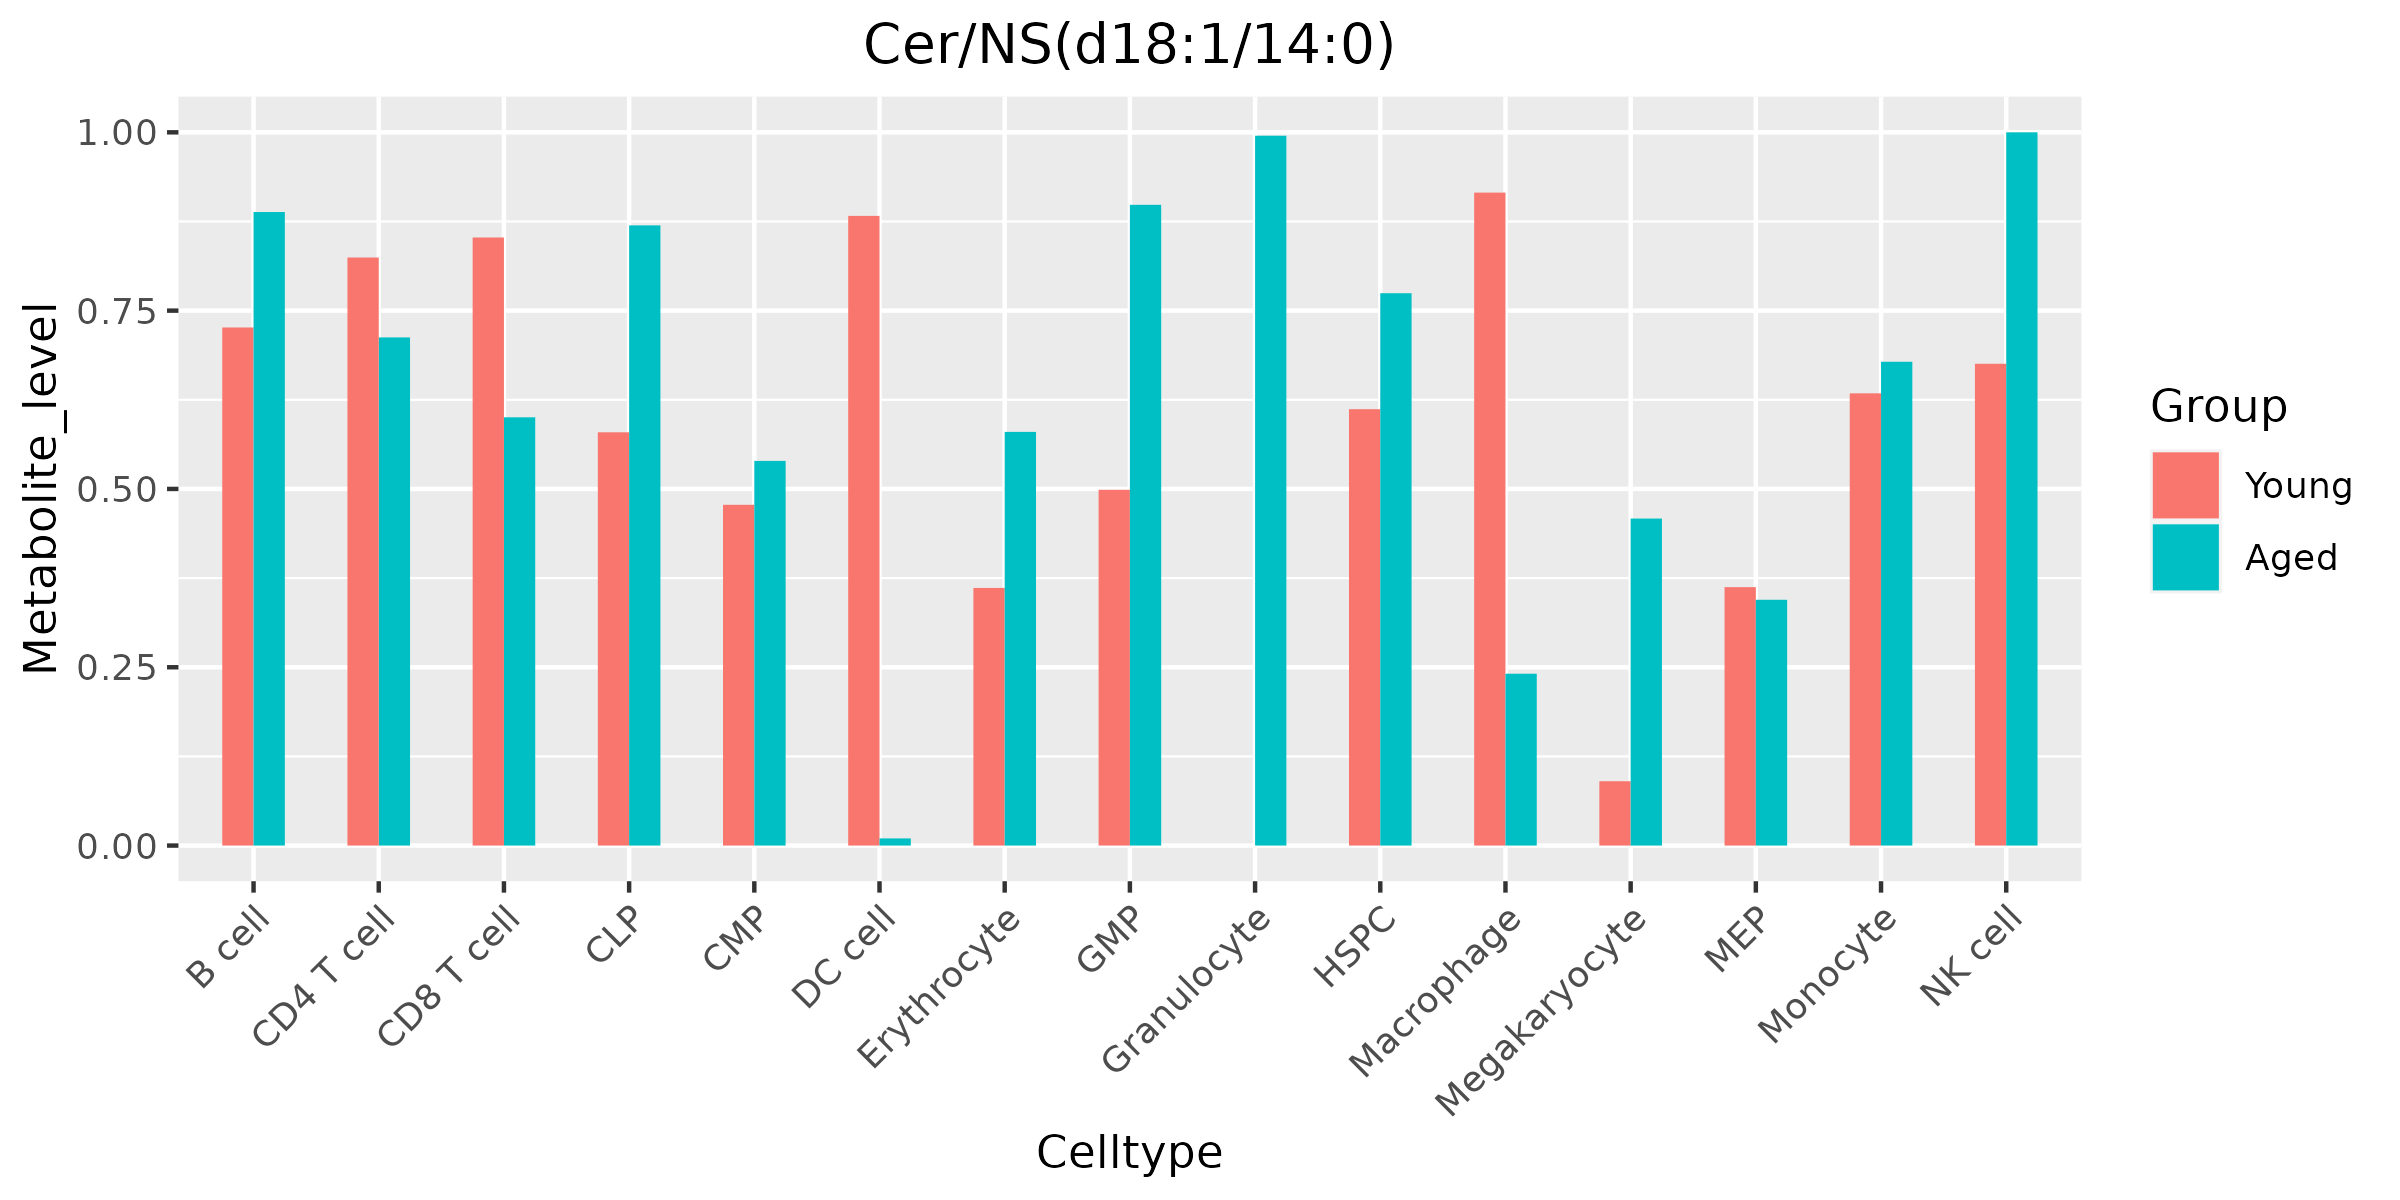 Cer/NS(d18:1/14:0)
Metabolite_level
1.00
0.75
0.50
0.25
0.00
B cell
CD4 T cell
CD8 T cell
CLP
CMP
DC cell
Erythrocyte
GMP
Granulocyte
HSPC
Macrophage
Megakaryocyte
MEP
Monocyte
NK cell
Celltype
Group
Young
Aged